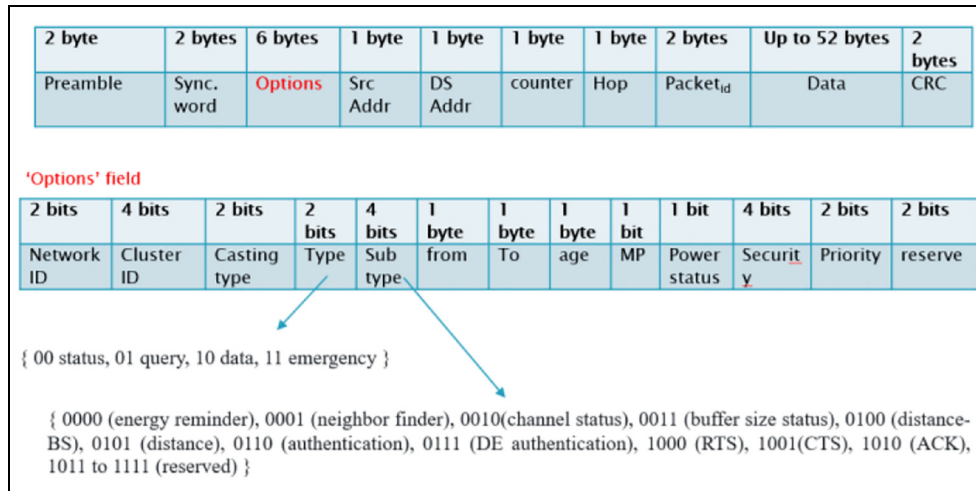 2 byte 2 bytes 6 bytes 1 byte 1 byte 1 byte 1 byte 2 bytes Up to 52 bytes 2 bytes
Preamble Sync. word Options Src Addr DS Addr counter Hop Packetid Data CRC
'Options' field
2 bits 4 bits 2 bits 2 bits 4 bits 1 byte 1 byte 1 byte 1 bit 1 bit 4 bits 2 bits 2 bits
Network ID Cluster ID Casting type Type Sub type from To age MP Power status Security Priority reserve
{ 00 status, 01 query, 10 data, 11 emergency }
{ 0000 (energy reminder), 0001 (neighbor finder), 0010(channel status), 0011 (buffer size status), 0100 (distance-
BS), 0101 (distance), 0110 (authentication), 0111 (DE authentication), 1000 (RTS), 1001(CTS), 1010 (ACK),
1011 to 1111 (reserved) }